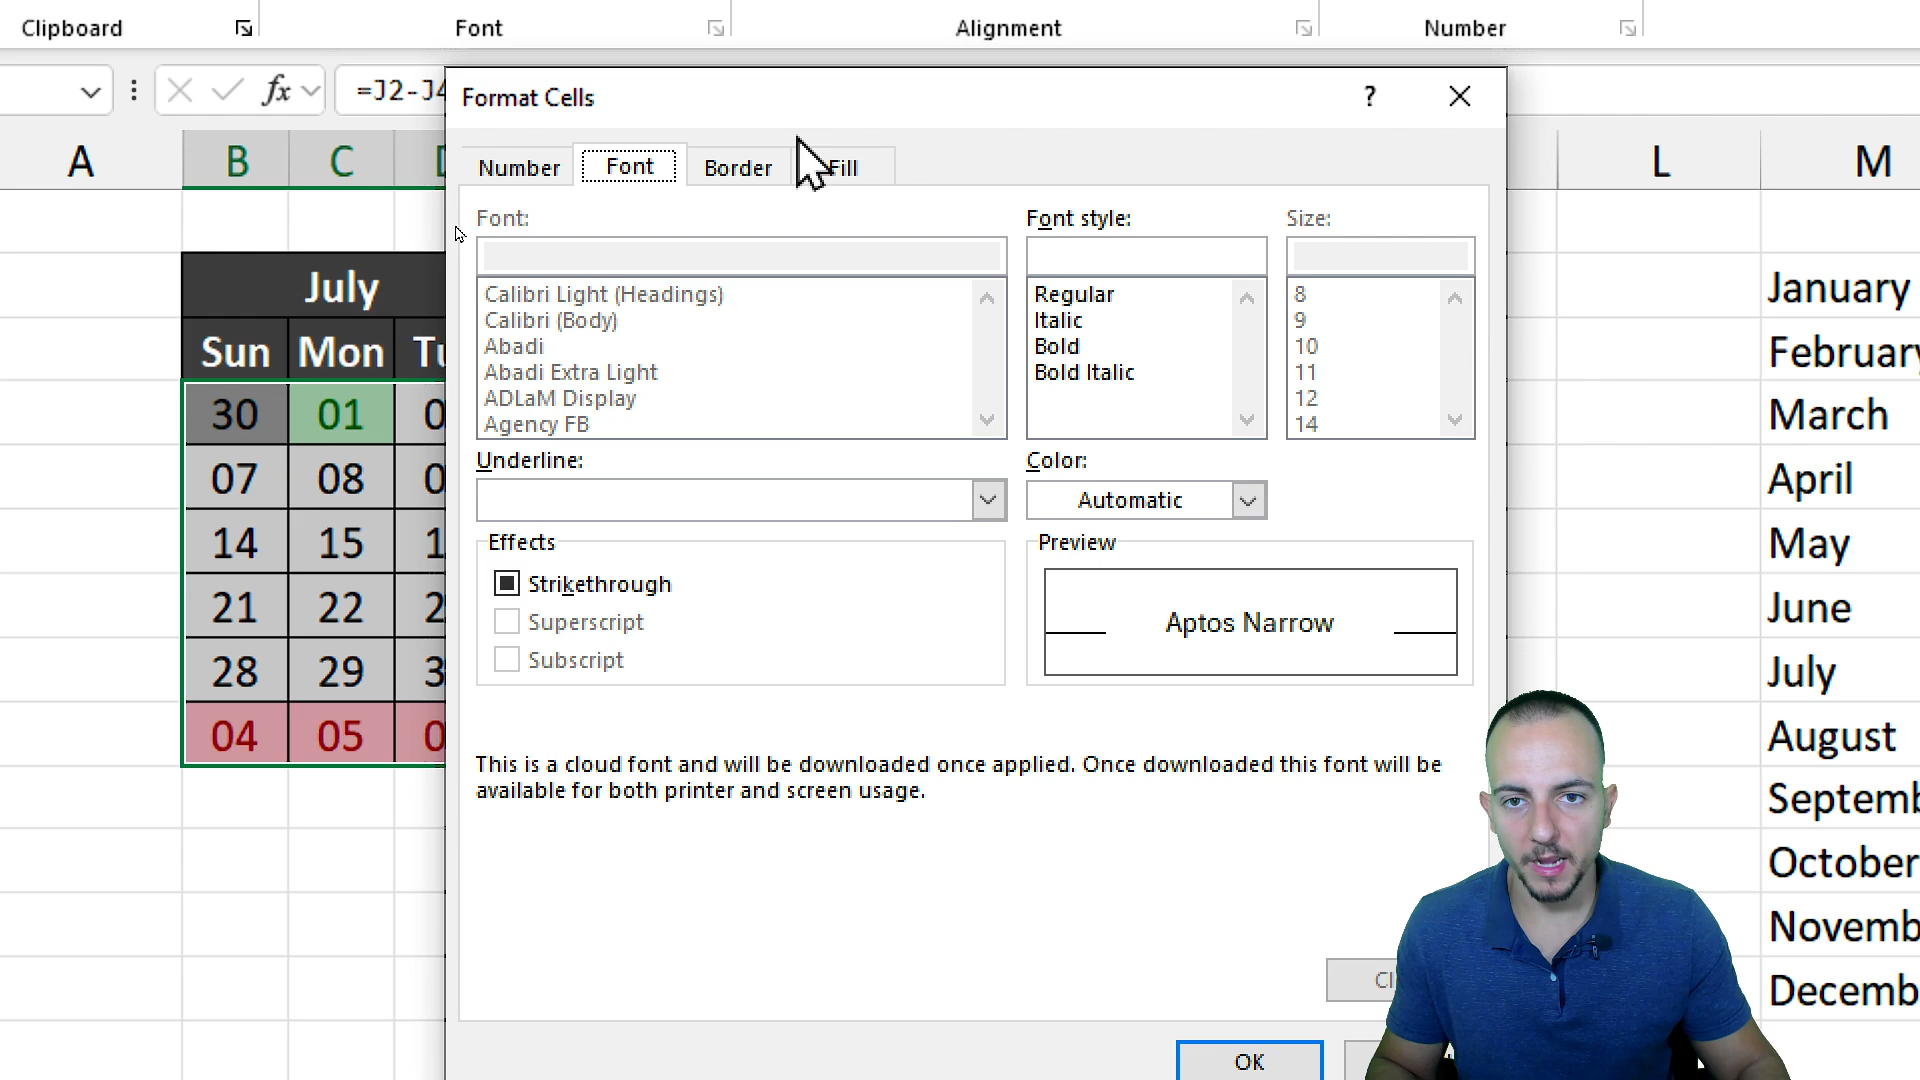 Clipboard Font Alignment Number
fx =J2-J4
Format Cells ?
A B C L M
Number Font Border Fill
Font: Font style: Size:
July
Calibri Light (Headings) Regular 8 January
Calibri (Body) Italic 9
Abadi Bold 10
Sun Mon Tu February
Abadi Extra Light Bold Italic 11
ADLaM Display 12
Agency FB 14
30 01 0 March
Underline: Color:
07 08 0 April
Automatic
Effects Preview
14 15 1 May
Strikethrough
21 22 2 June
Superscript Aptos Narrow
Subscript
28 29 3 July
04 05 0 August
This is a cloud font and will be downloaded once applied. Once downloaded this font will be
available for both printer and screen usage.
Septemb
October
Novemb
Cl
Decemb
OK